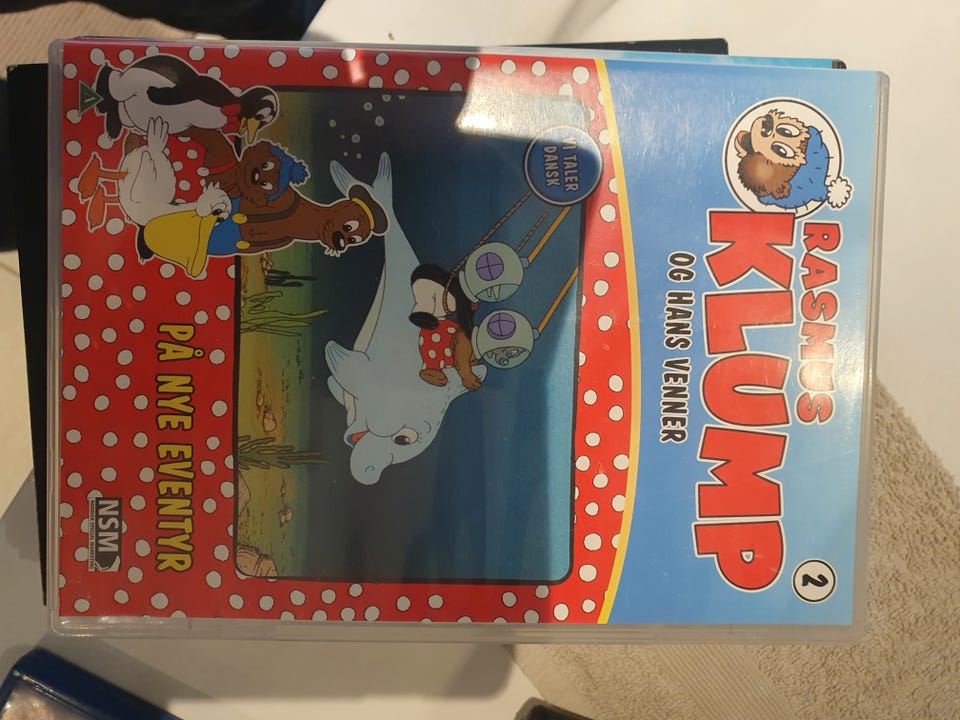 RASMUS
KLUMP
OG HANS VENNER
2
VI TALER
DANSK
PÅ NYE EVENTYR
NSM